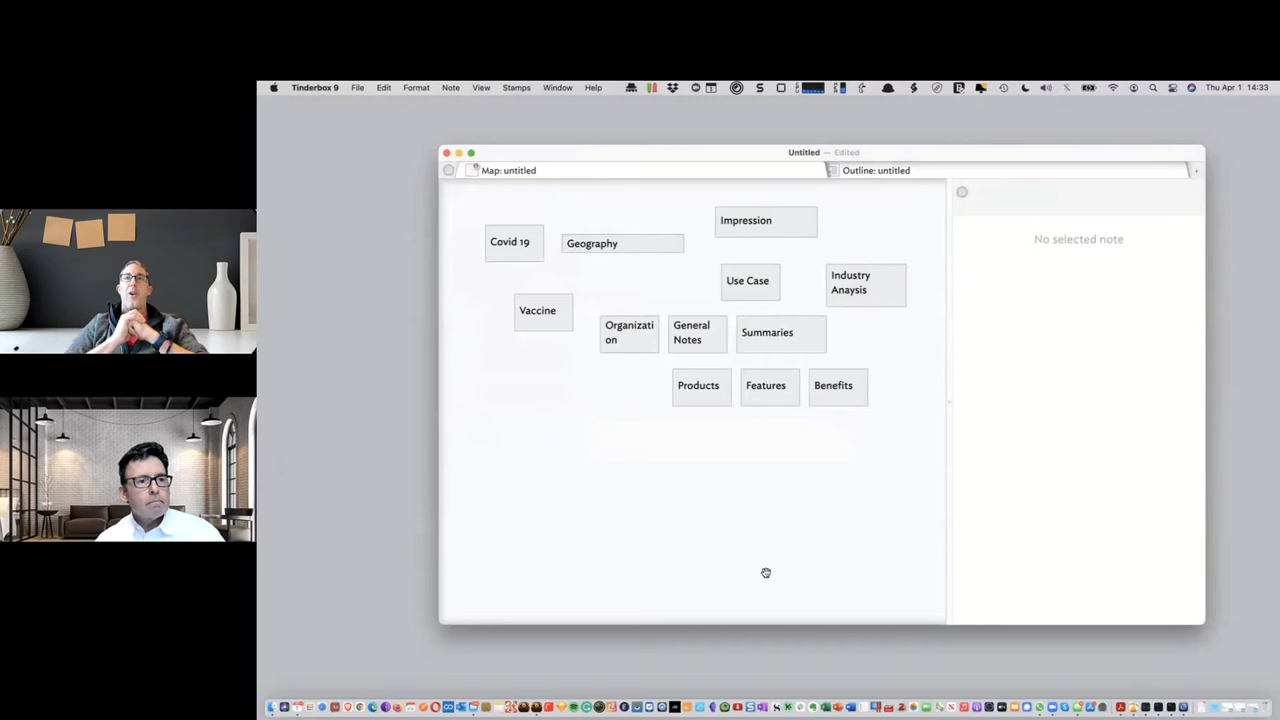 Tinderbox 9 File Edit Format Note View Stamps Window Help Thu Apr 1 14:33
Untitled — Edited
Map: untitled
Outline: untitled
Impression
Covid 19
Geography
No selected note
Use Case
Industry
Anaysis
Vaccine
Organizati
on
General
Notes
Summaries
Products
Features
Benefits